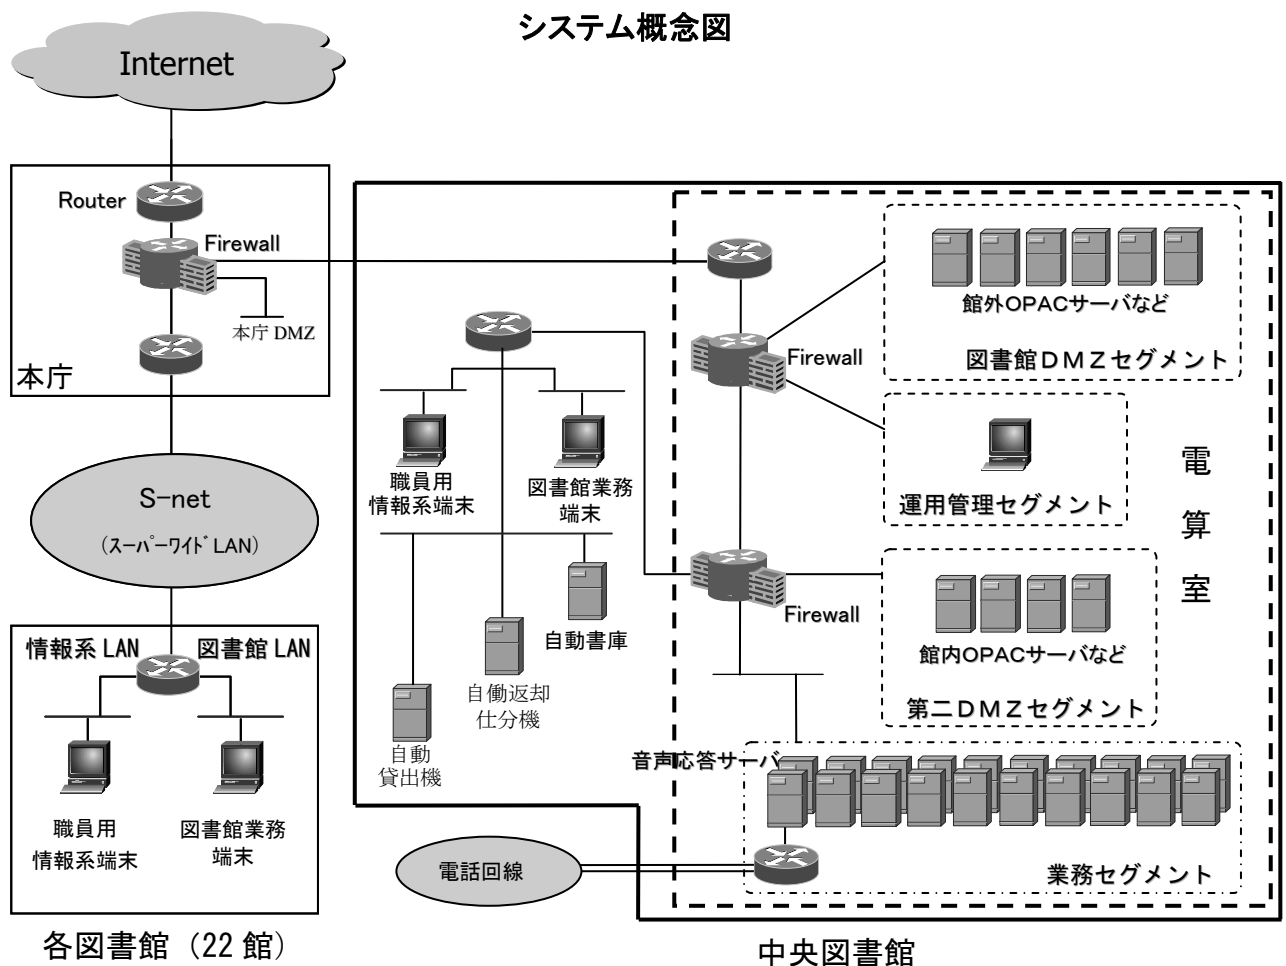 システム概念図
Internet
Router
Firewall
本庁 DMZ
本庁
S-net
(ｽｰﾊﾟｰﾜｲﾄﾞLAN)
情報系 LAN
図書館 LAN
職員用
情報系端末
図書館業務
端末
各図書館（22 館）
職員用
情報系端末
図書館業務
端末
自動書庫
自働返却
仕分機
自動
貸出機
電話回線
Firewall
館外OPACサーバなど
図書館ＤＭＺセグメント
運用管理セグメント
電
算
室
Firewall
館内OPACサーバなど
第二ＤＭＺセグメント
音声応答サーバ
業務セグメント
中央図書館